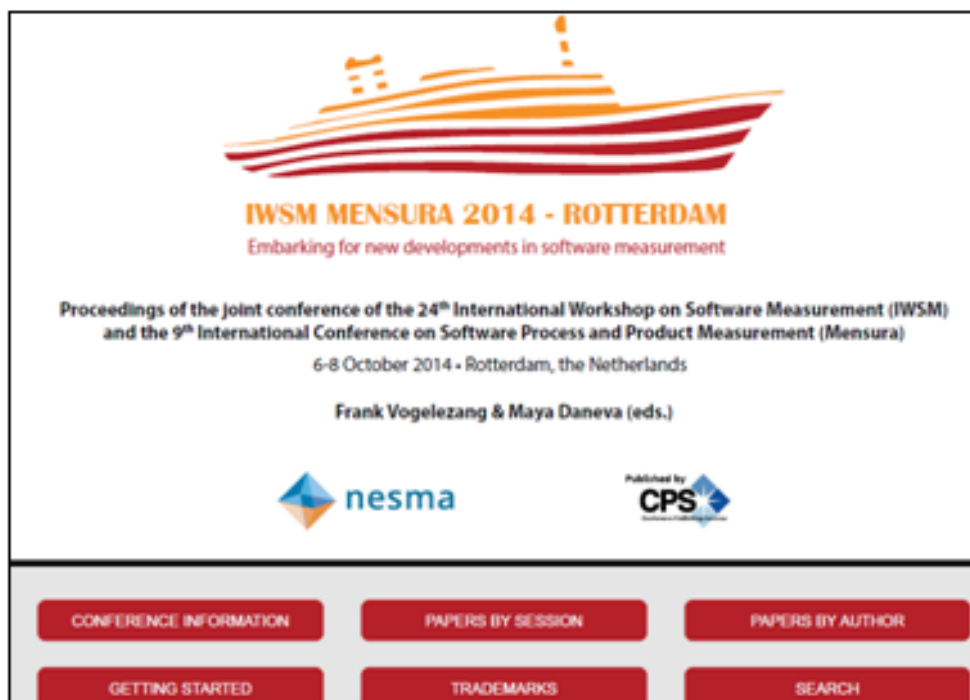 IWSM MENSURA 2014 - ROTTERDAM
Embarking for new developments in software measurement
Proceedings of the joint conference of the 24th International Workshop on Software Measurement (IWSM)
and the 9th International Conference on Software Process and Product Measurement (Mensura)
6-8 October 2014 • Rotterdam, the Netherlands
Frank Vogelezang & Maya Daneva (eds.)
nesma
Published by
CPS
Conference Publishing Services
CONFERENCE INFORMATION
PAPERS BY SESSION
PAPERS BY AUTHOR
GETTING STARTED
TRADEMARKS
SEARCH